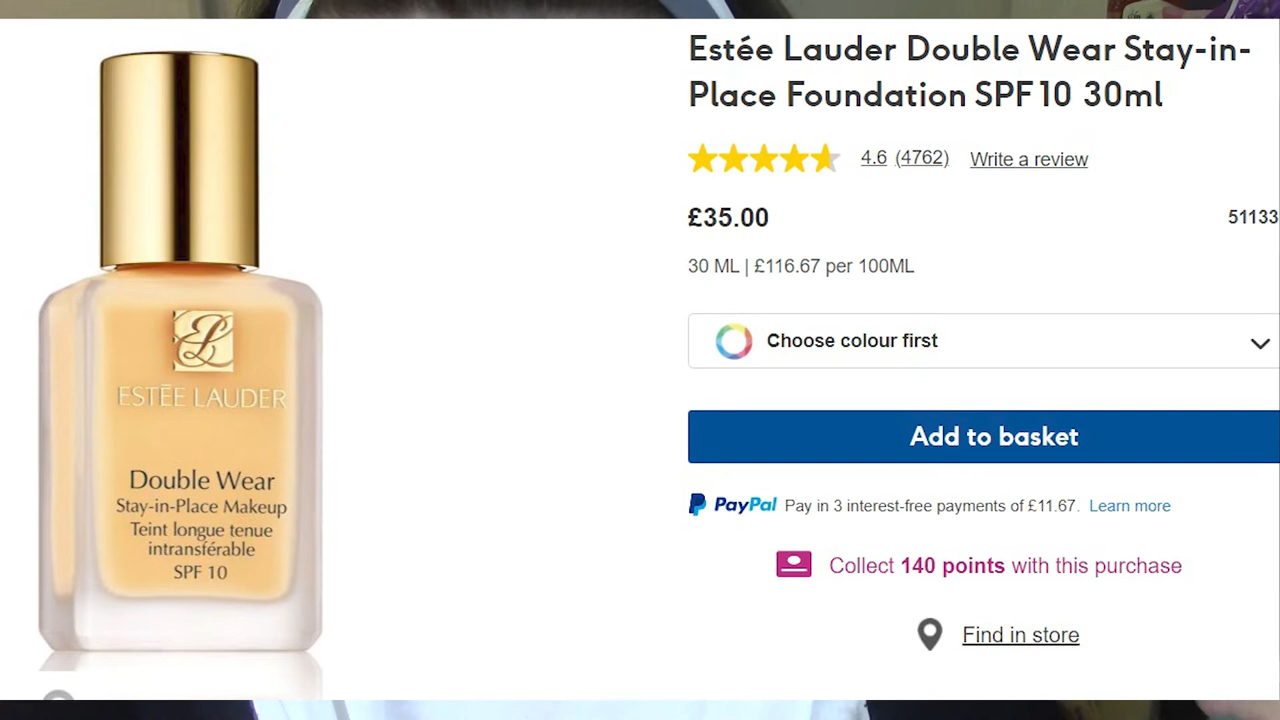 Estée Lauder Double Wear Stay-in-
Place Foundation SPF10 30ml
4.6 (4762) Write a review
£35.00
51133
30 ML | £116.67 per 100ML
Choose colour first
Add to basket
PayPal Pay in 3 interest-free payments of £11.67. Learn more
Collect 140 points with this purchase
Find in store
ESTĒE LAUDER
Double Wear
Stay-in-Place Makeup
Teint longue tenue
intransférable
SPF 10